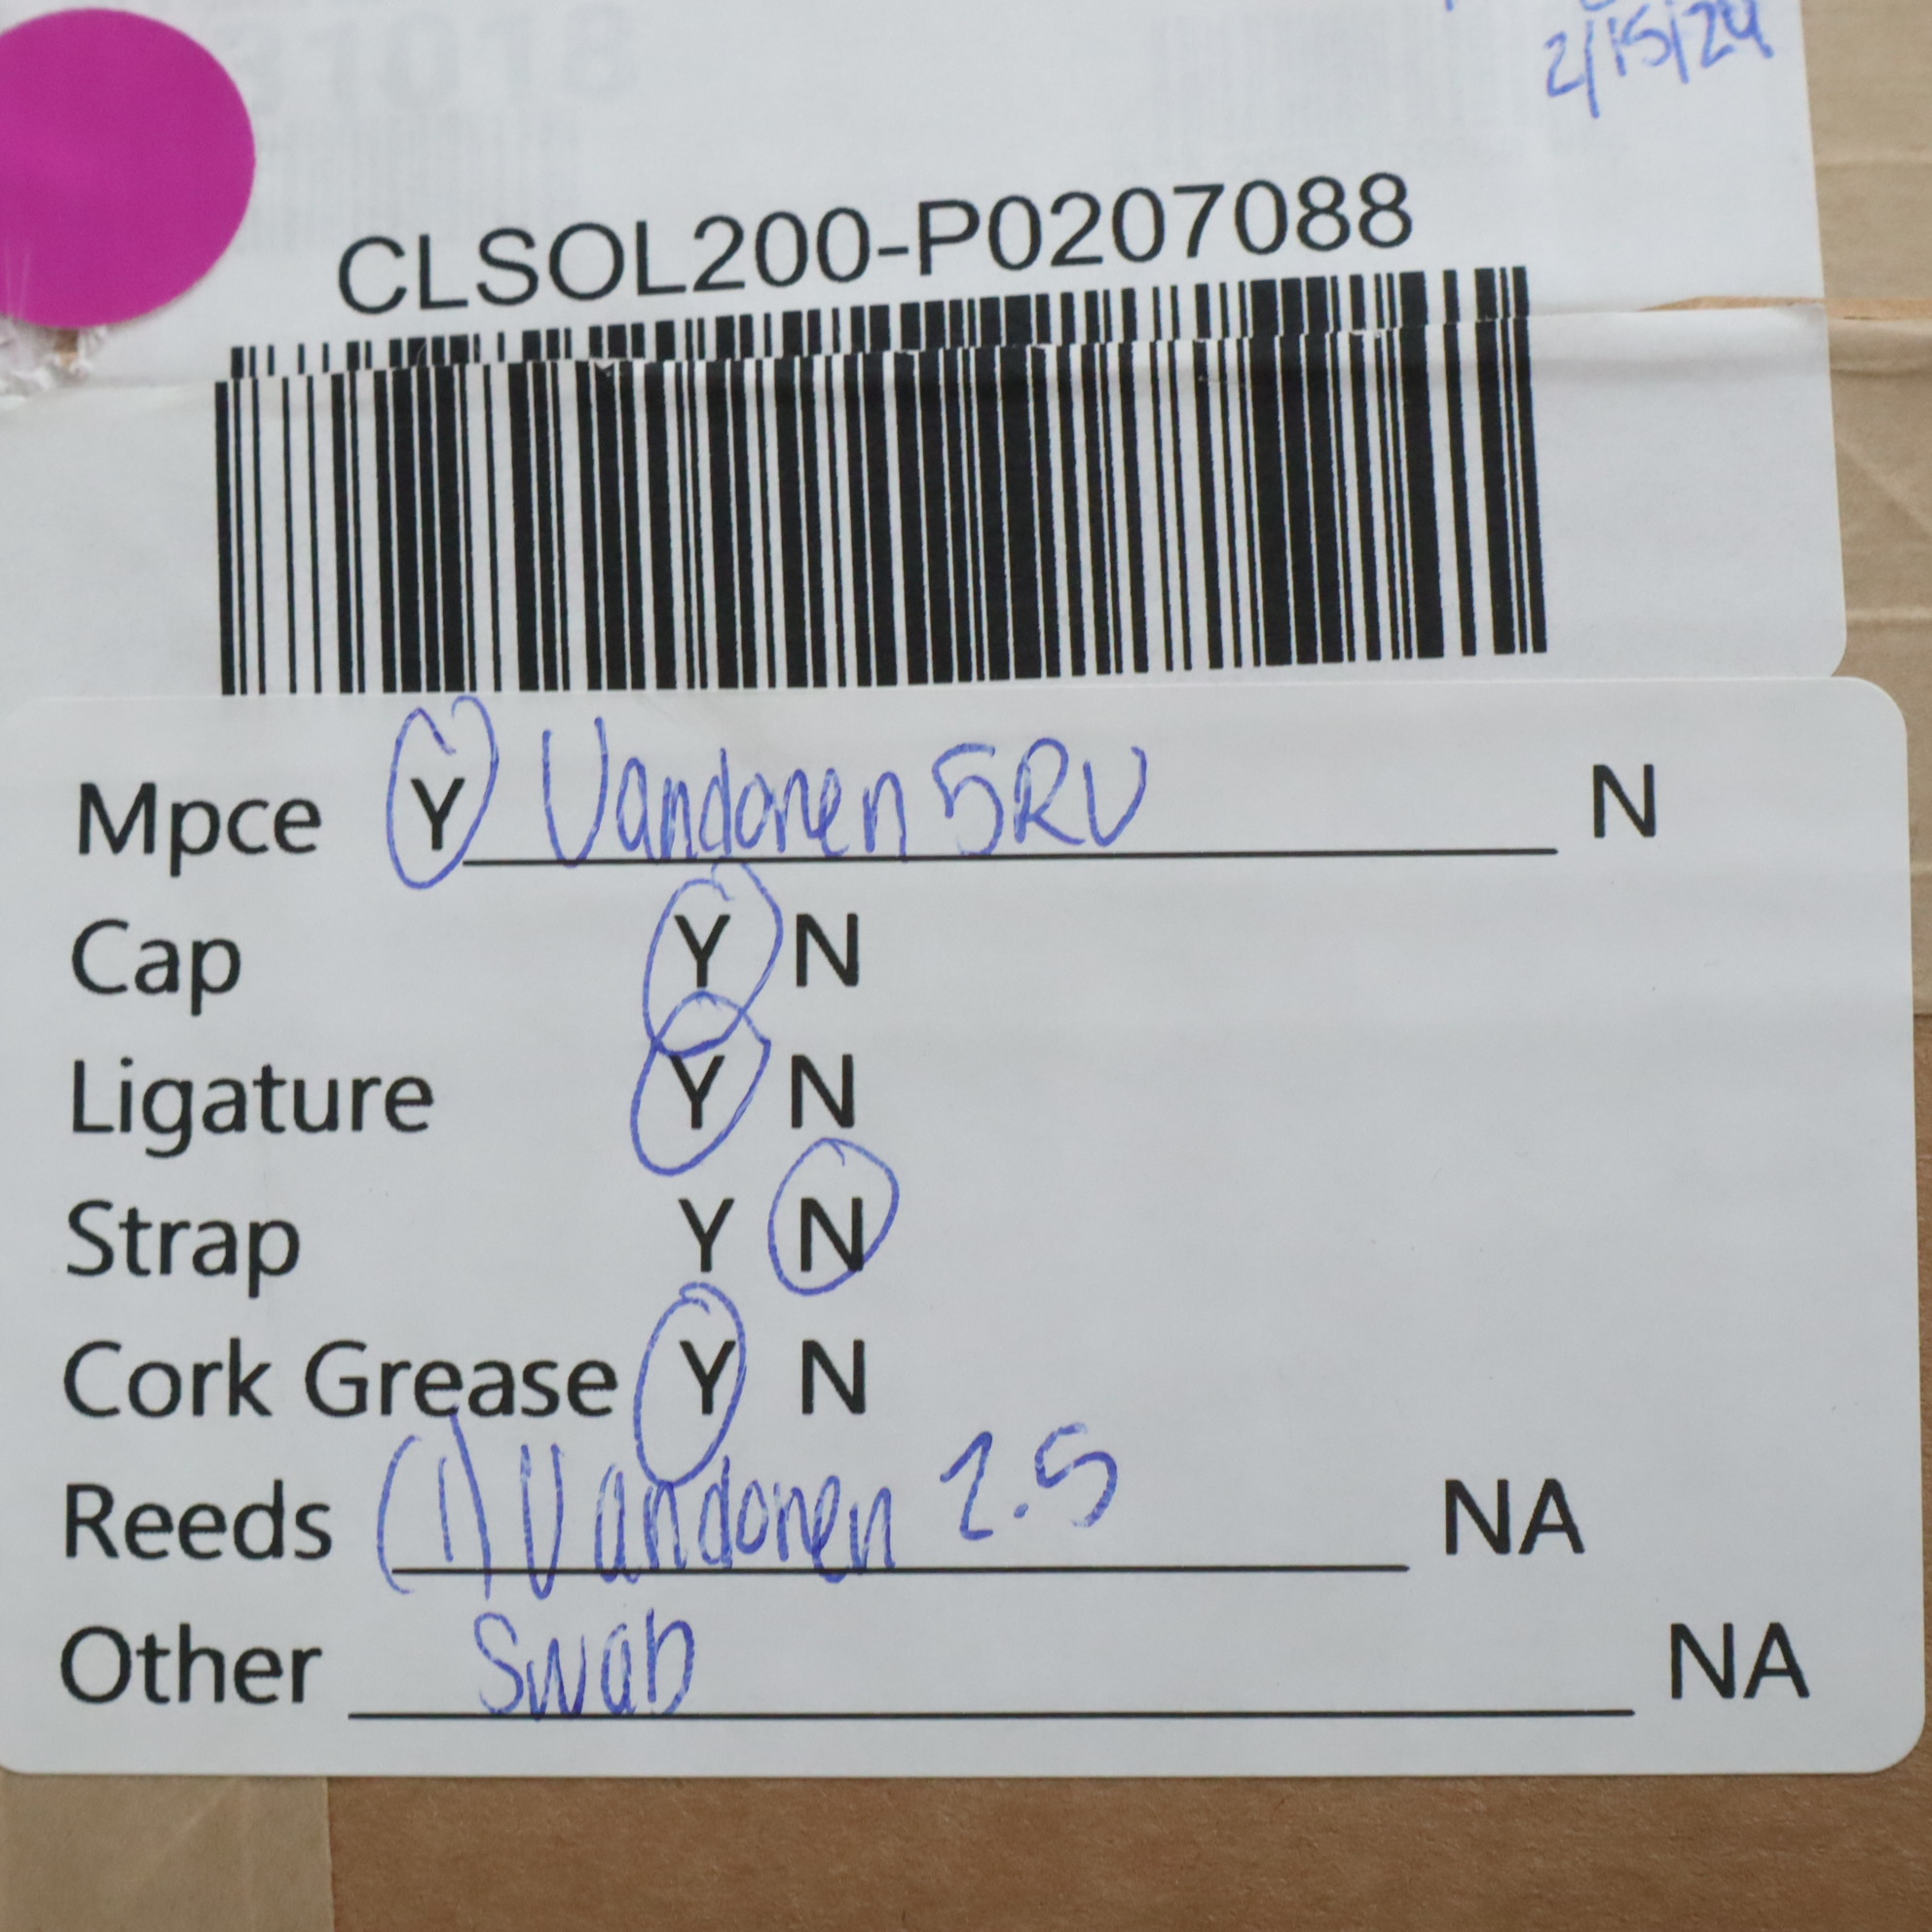 2/15/24
31018
CLSOL200-P0207088
Mpce Y Vandoren 5RV N
Cap Y N
Ligature Y N
Strap Y N
Cork Grease Y N
Reeds (1) Vandoren 2.5 NA
Other Swab NA